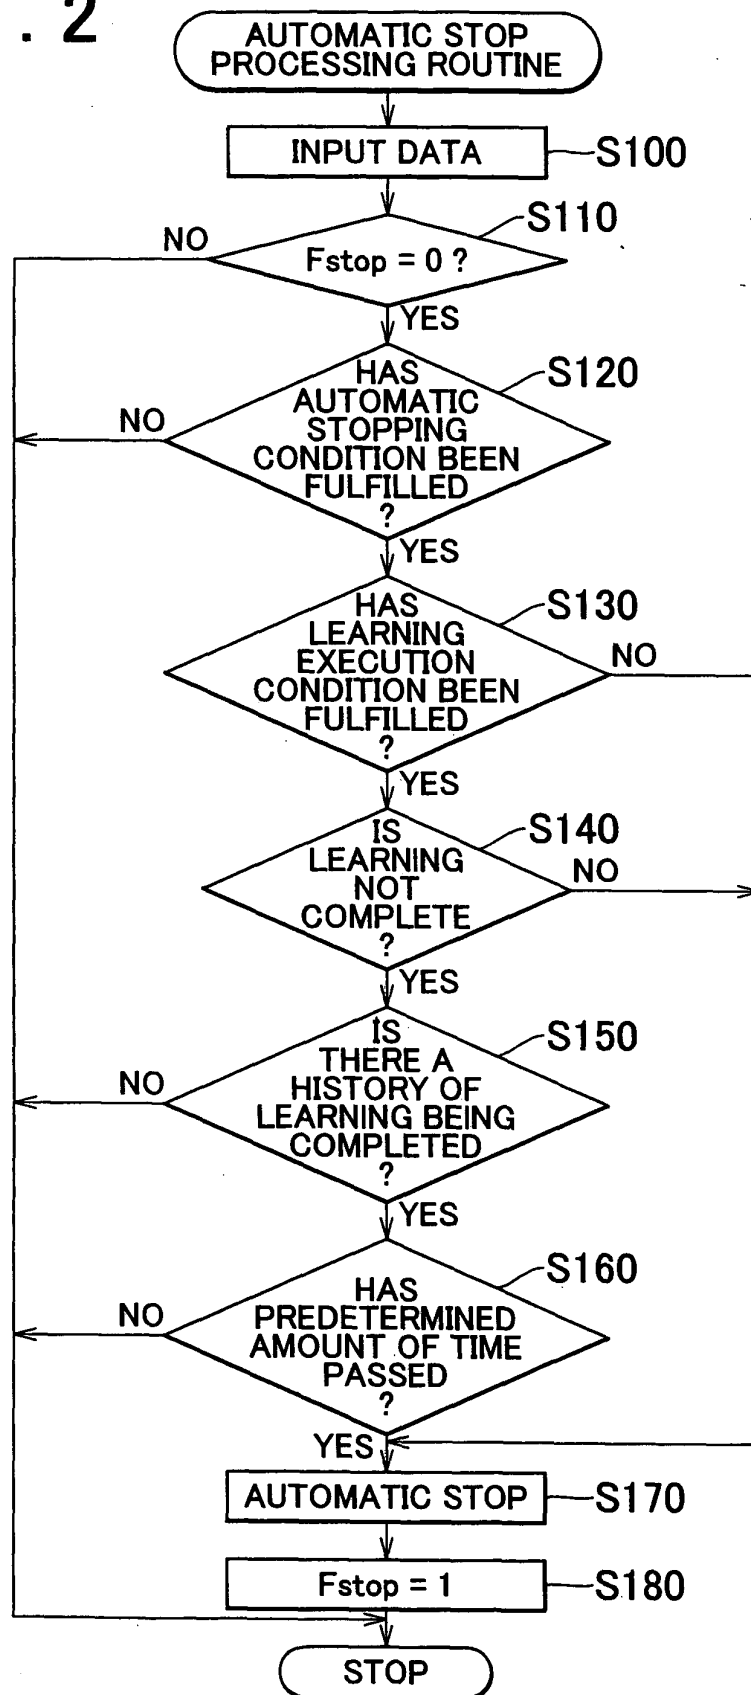 . 2
AUTOMATIC STOP
PROCESSING ROUTINE
INPUT DATA
S100
S110
NO
Fstop = 0 ?
YES
S120
HAS
AUTOMATIC
STOPPING
CONDITION BEEN
FULFILLED
?
NO
YES
S130
HAS
LEARNING
EXECUTION
CONDITION BEEN
FULFILLED
?
NO
YES
S140
IS
LEARNING
NOT
COMPLETE
?
NO
YES
S150
IS
THERE A
HISTORY OF
LEARNING BEING
COMPLETED
?
NO
YES
S160
HAS
PREDETERMINED
AMOUNT OF TIME
PASSED
?
NO
YES
AUTOMATIC STOP
S170
Fstop = 1
S180
STOP